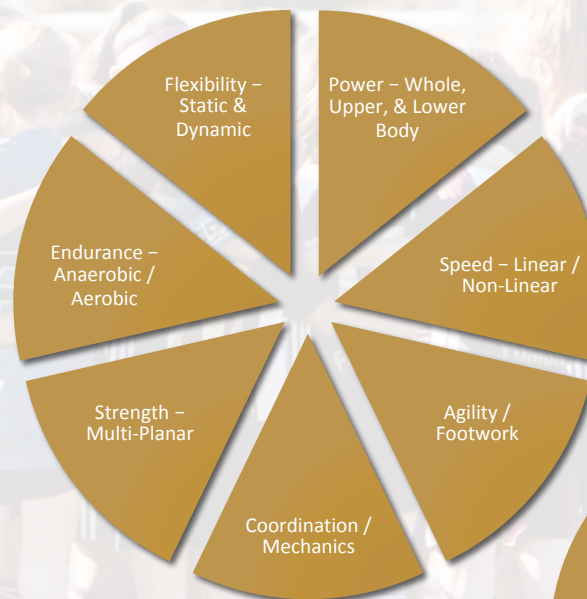 Flexibility –
Static &
Dynamic
Power – Whole,
Upper, & Lower
Body
Speed – Linear /
Non-Linear
Agility /
Footwork
Coordination /
Mechanics
Strength –
Multi-Planar
Endurance –
Anaerobic /
Aerobic